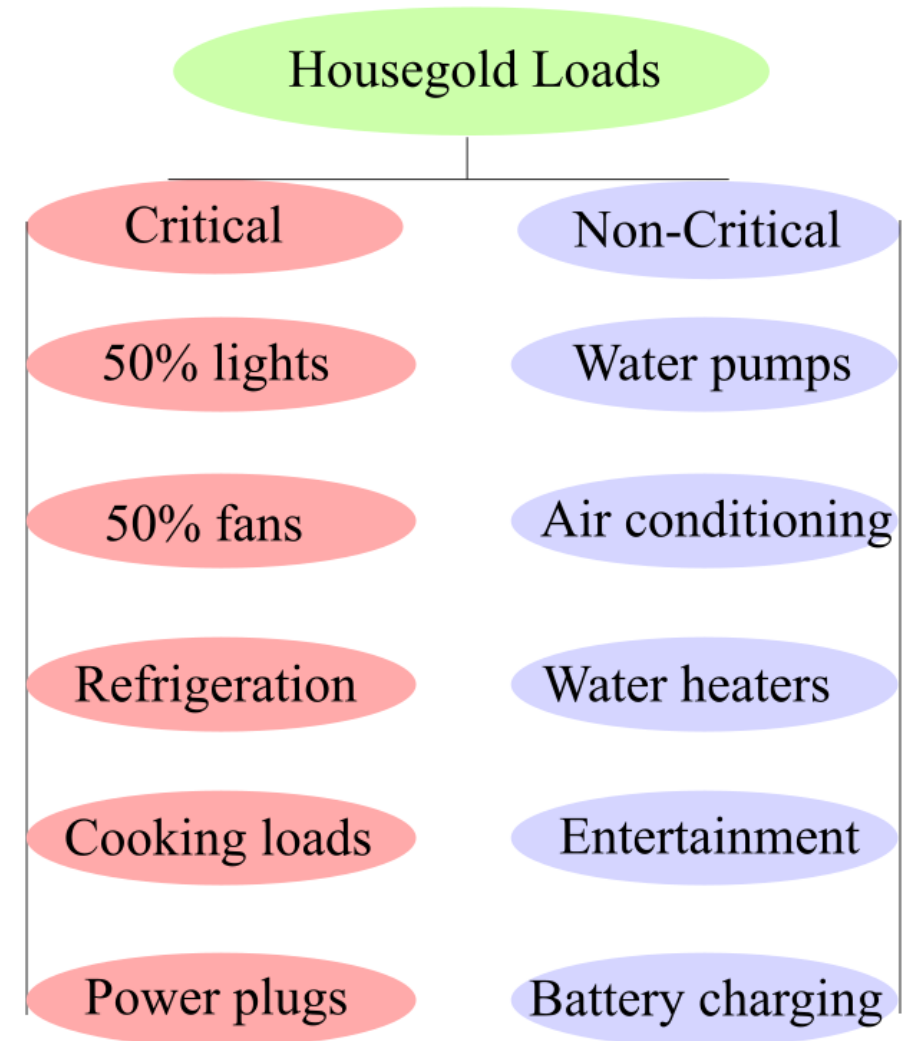 Housegold Loads
Critical
Non-Critical
50% lights
Water pumps
50% fans
Air conditioning
Refrigeration
Water heaters
Cooking loads
Entertainment
Power plugs
Battery charging